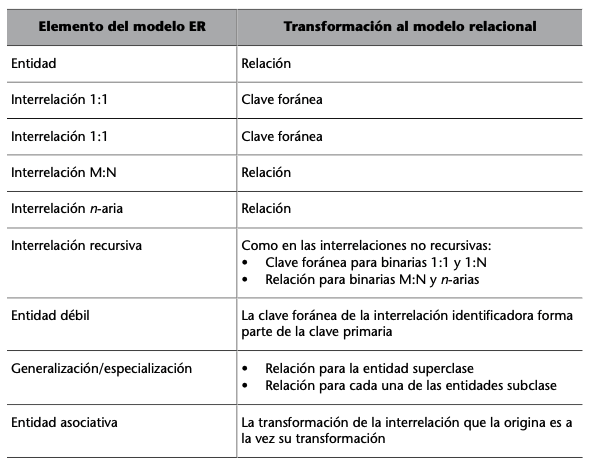 Elemento del modelo ER Transformación al modelo relacional
Entidad Relación
Interrelación 1:1 Clave foránea
Interrelación 1:1 Clave foránea
Interrelación M:N Relación
Interrelación n-aria Relación
Interrelación recursiva Como en las interrelaciones no recursivas:
• Clave foránea para binarias 1:1 y 1:N
• Relación para binarias M:N y n-arias
Entidad débil La clave foránea de la interrelación identificadora forma
parte de la clave primaria
Generalización/especialización • Relación para la entidad superclase
• Relación para cada una de las entidades subclase
Entidad asociativa La transformación de la interrelación que la origina es a
la vez su transformación